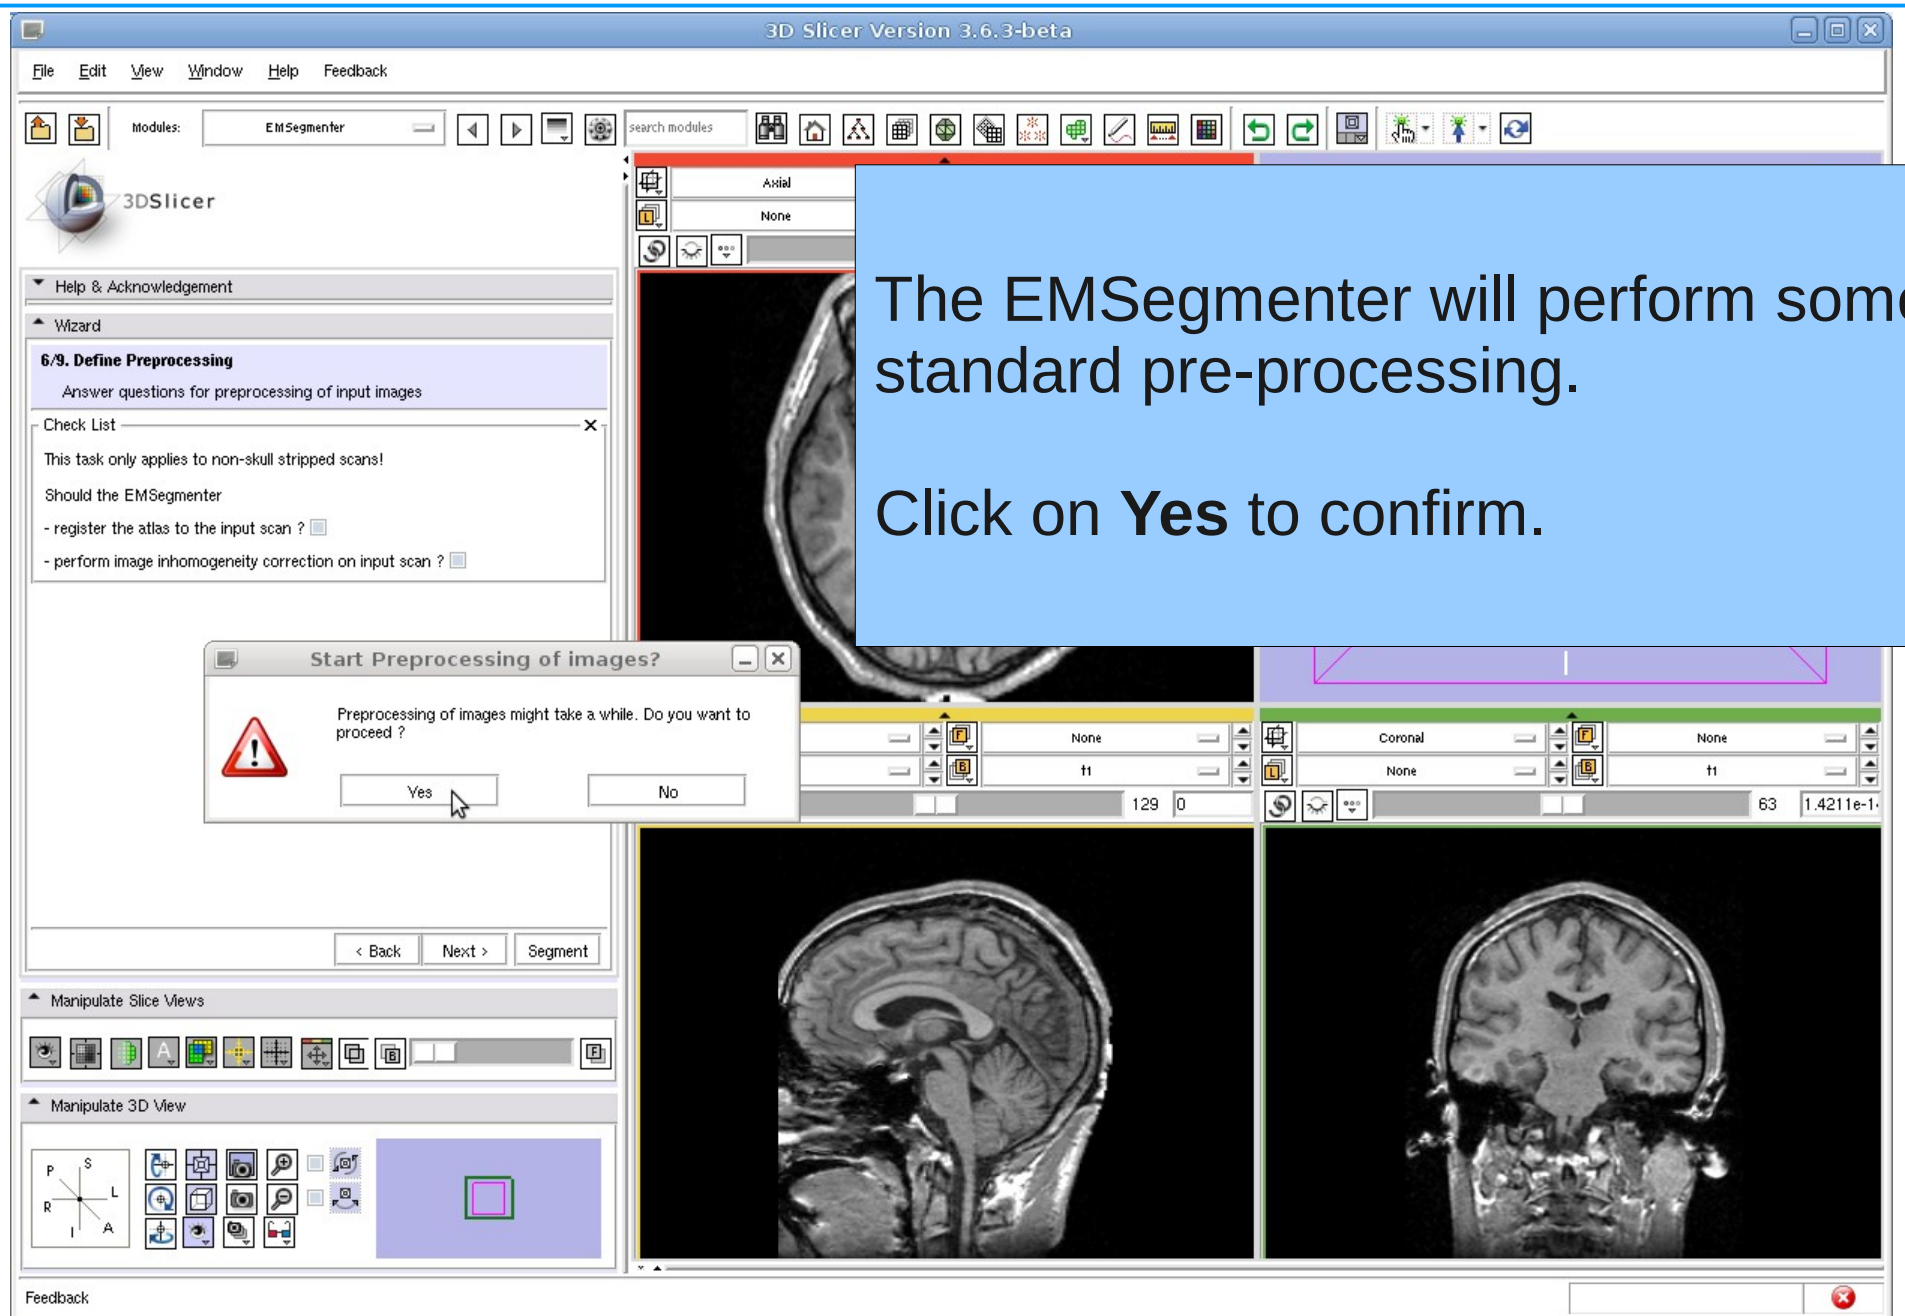 3D Slicer Version 3.6.3-beta
File Edit View Window Help Feedback
Modules: EMSegmenter search modules
3DSlicer
Axial
None
Help & Acknowledgement
Wizard
6/9. Define Preprocessing
Answer questions for preprocessing of input images
Check List
This task only applies to non-skull stripped scans!
Should the EMSegmenter
- register the atlas to the input scan ?
- perform image inhomogeneity correction on input scan ?
The EMSegmenter will perform some
standard pre-processing.
Click on Yes to confirm.
Start Preprocessing of images?
Preprocessing of images might take a while. Do you want to
proceed ?
Yes No
None
t1
129 0
Coronal None
None t1
63 1.4211e-1
< Back Next > Segment
Manipulate Slice Views
Manipulate 3D View
P S
R L
I A
Feedback